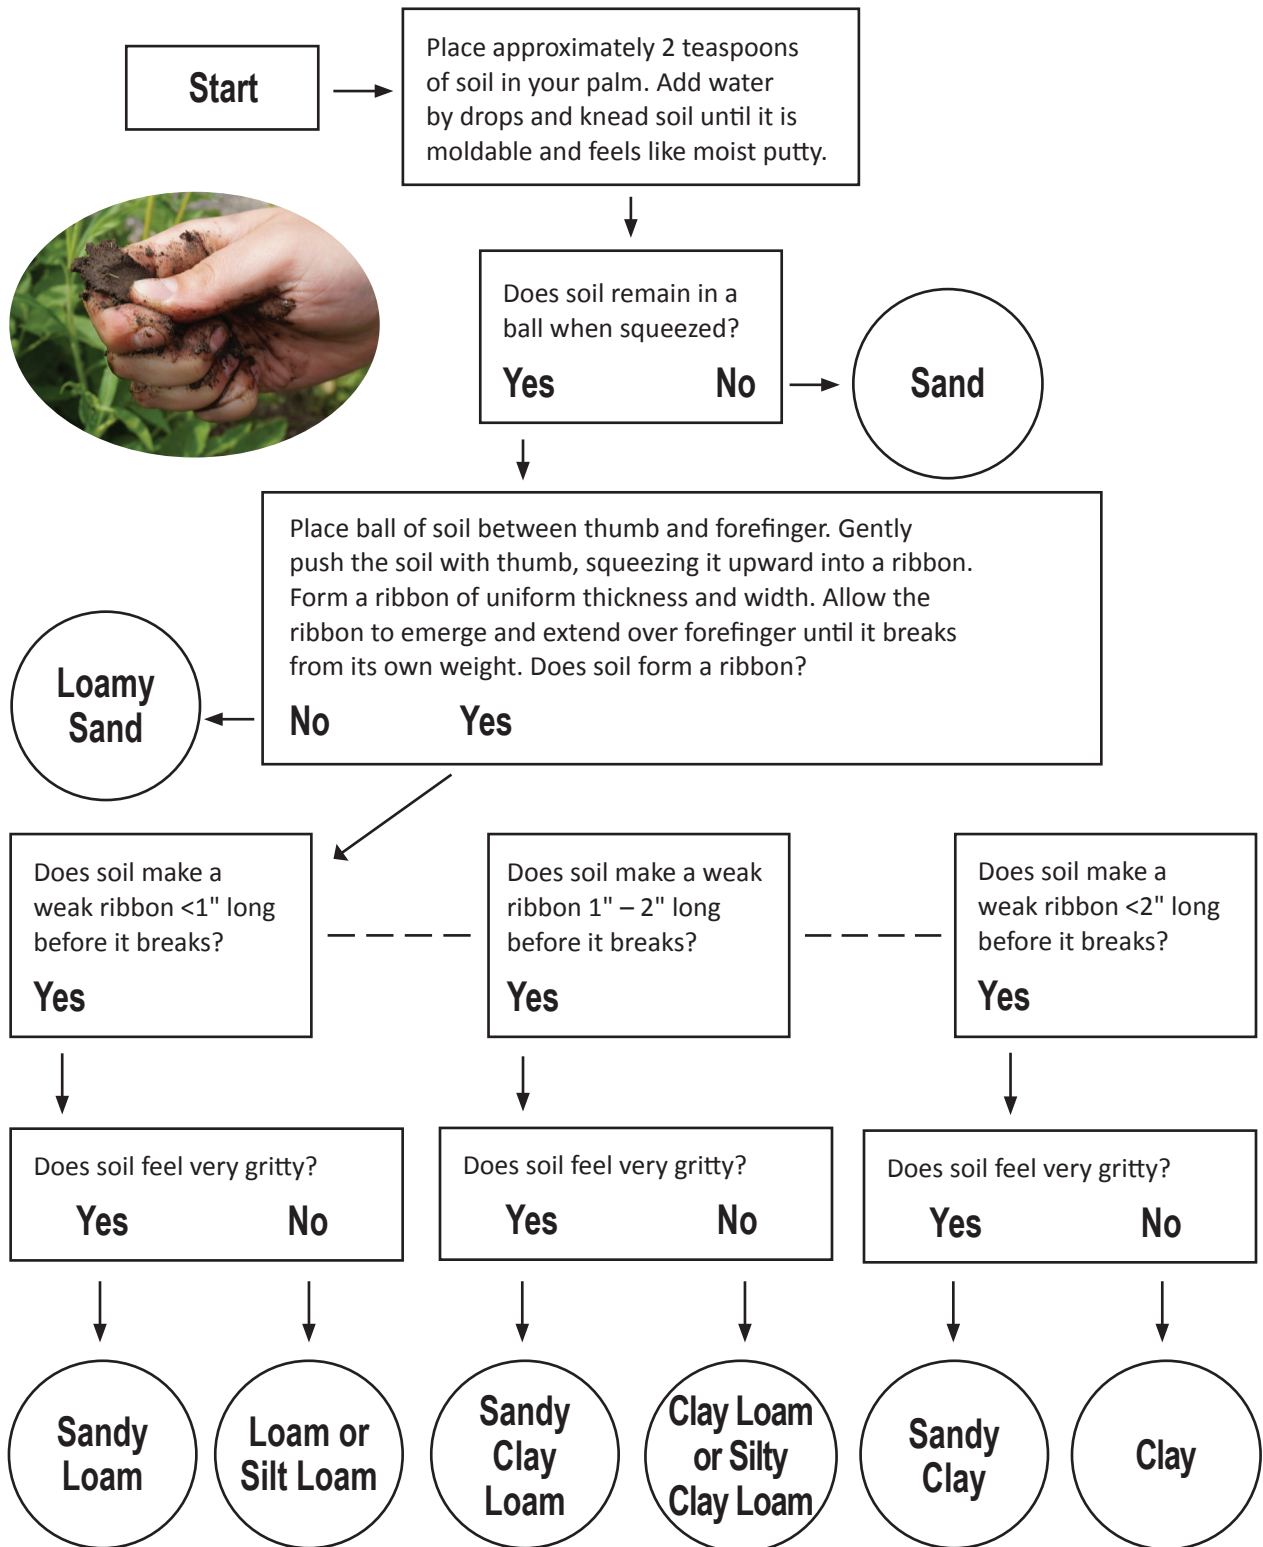 Start
Place approximately 2 teaspoons
of soil in your palm. Add water
by drops and knead soil until it is
moldable and feels like moist putty.
Does soil remain in a
ball when squeezed?
Yes No
Sand
Place ball of soil between thumb and forefinger. Gently
push the soil with thumb, squeezing it upward into a ribbon.
Form a ribbon of uniform thickness and width. Allow the
ribbon to emerge and extend over forefinger until it breaks
from its own weight. Does soil form a ribbon?
No Yes
Loamy
Sand
Does soil make a
weak ribbon <1" long
before it breaks?
Yes
Does soil make a weak
ribbon 1" – 2" long
before it breaks?
Yes
Does soil make a
weak ribbon <2" long
before it breaks?
Yes
Does soil feel very gritty?
Yes No
Does soil feel very gritty?
Yes No
Does soil feel very gritty?
Yes No
Sandy
Loam
Loam or
Silt Loam
Sandy
Clay
Loam
Clay Loam
or Silty
Clay Loam
Sandy
Clay
Clay